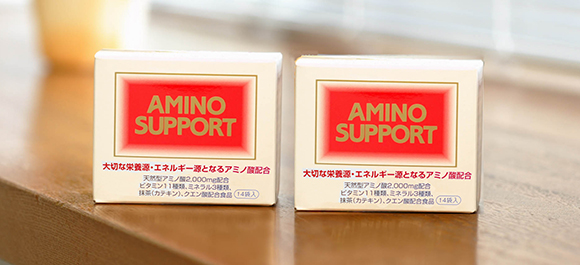 AMINO
SUPPORT
大切な栄養源・エネルギー源となるアミノ酸配合
天然型アミノ酸2,000mg配合
ビタミン11種類、ミネラル3種類、
抹茶(カテキン)、クエン酸配合食品 14袋入
AMINO
SUPPORT
大切な栄養源・エネルギー源となるアミノ酸配合
天然型アミノ酸2,000mg配合
ビタミン11種類、ミネラル3種類、
抹茶(カテキン)、クエン酸配合食品 14袋入